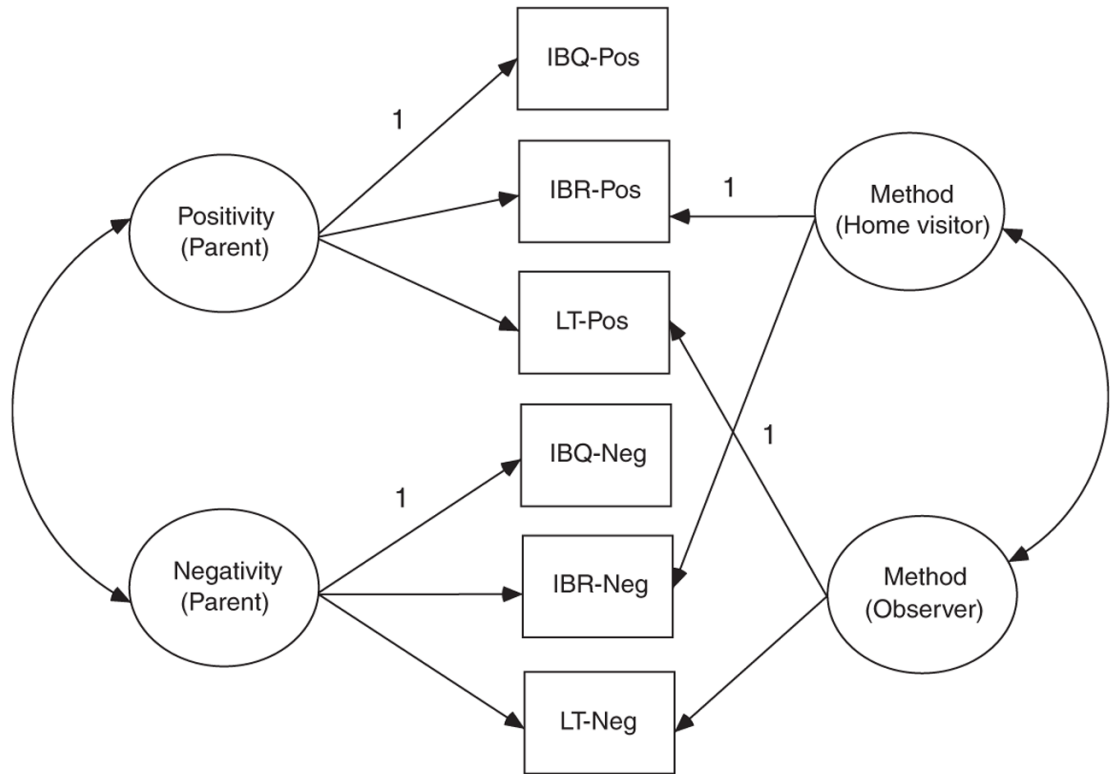 IBQ-Pos
1
Positivity
(Parent)
IBR-Pos
1
Method
(Home visitor)
LT-Pos
IBQ-Neg
1
1
Negativity
(Parent)
IBR-Neg
Method
(Observer)
LT-Neg